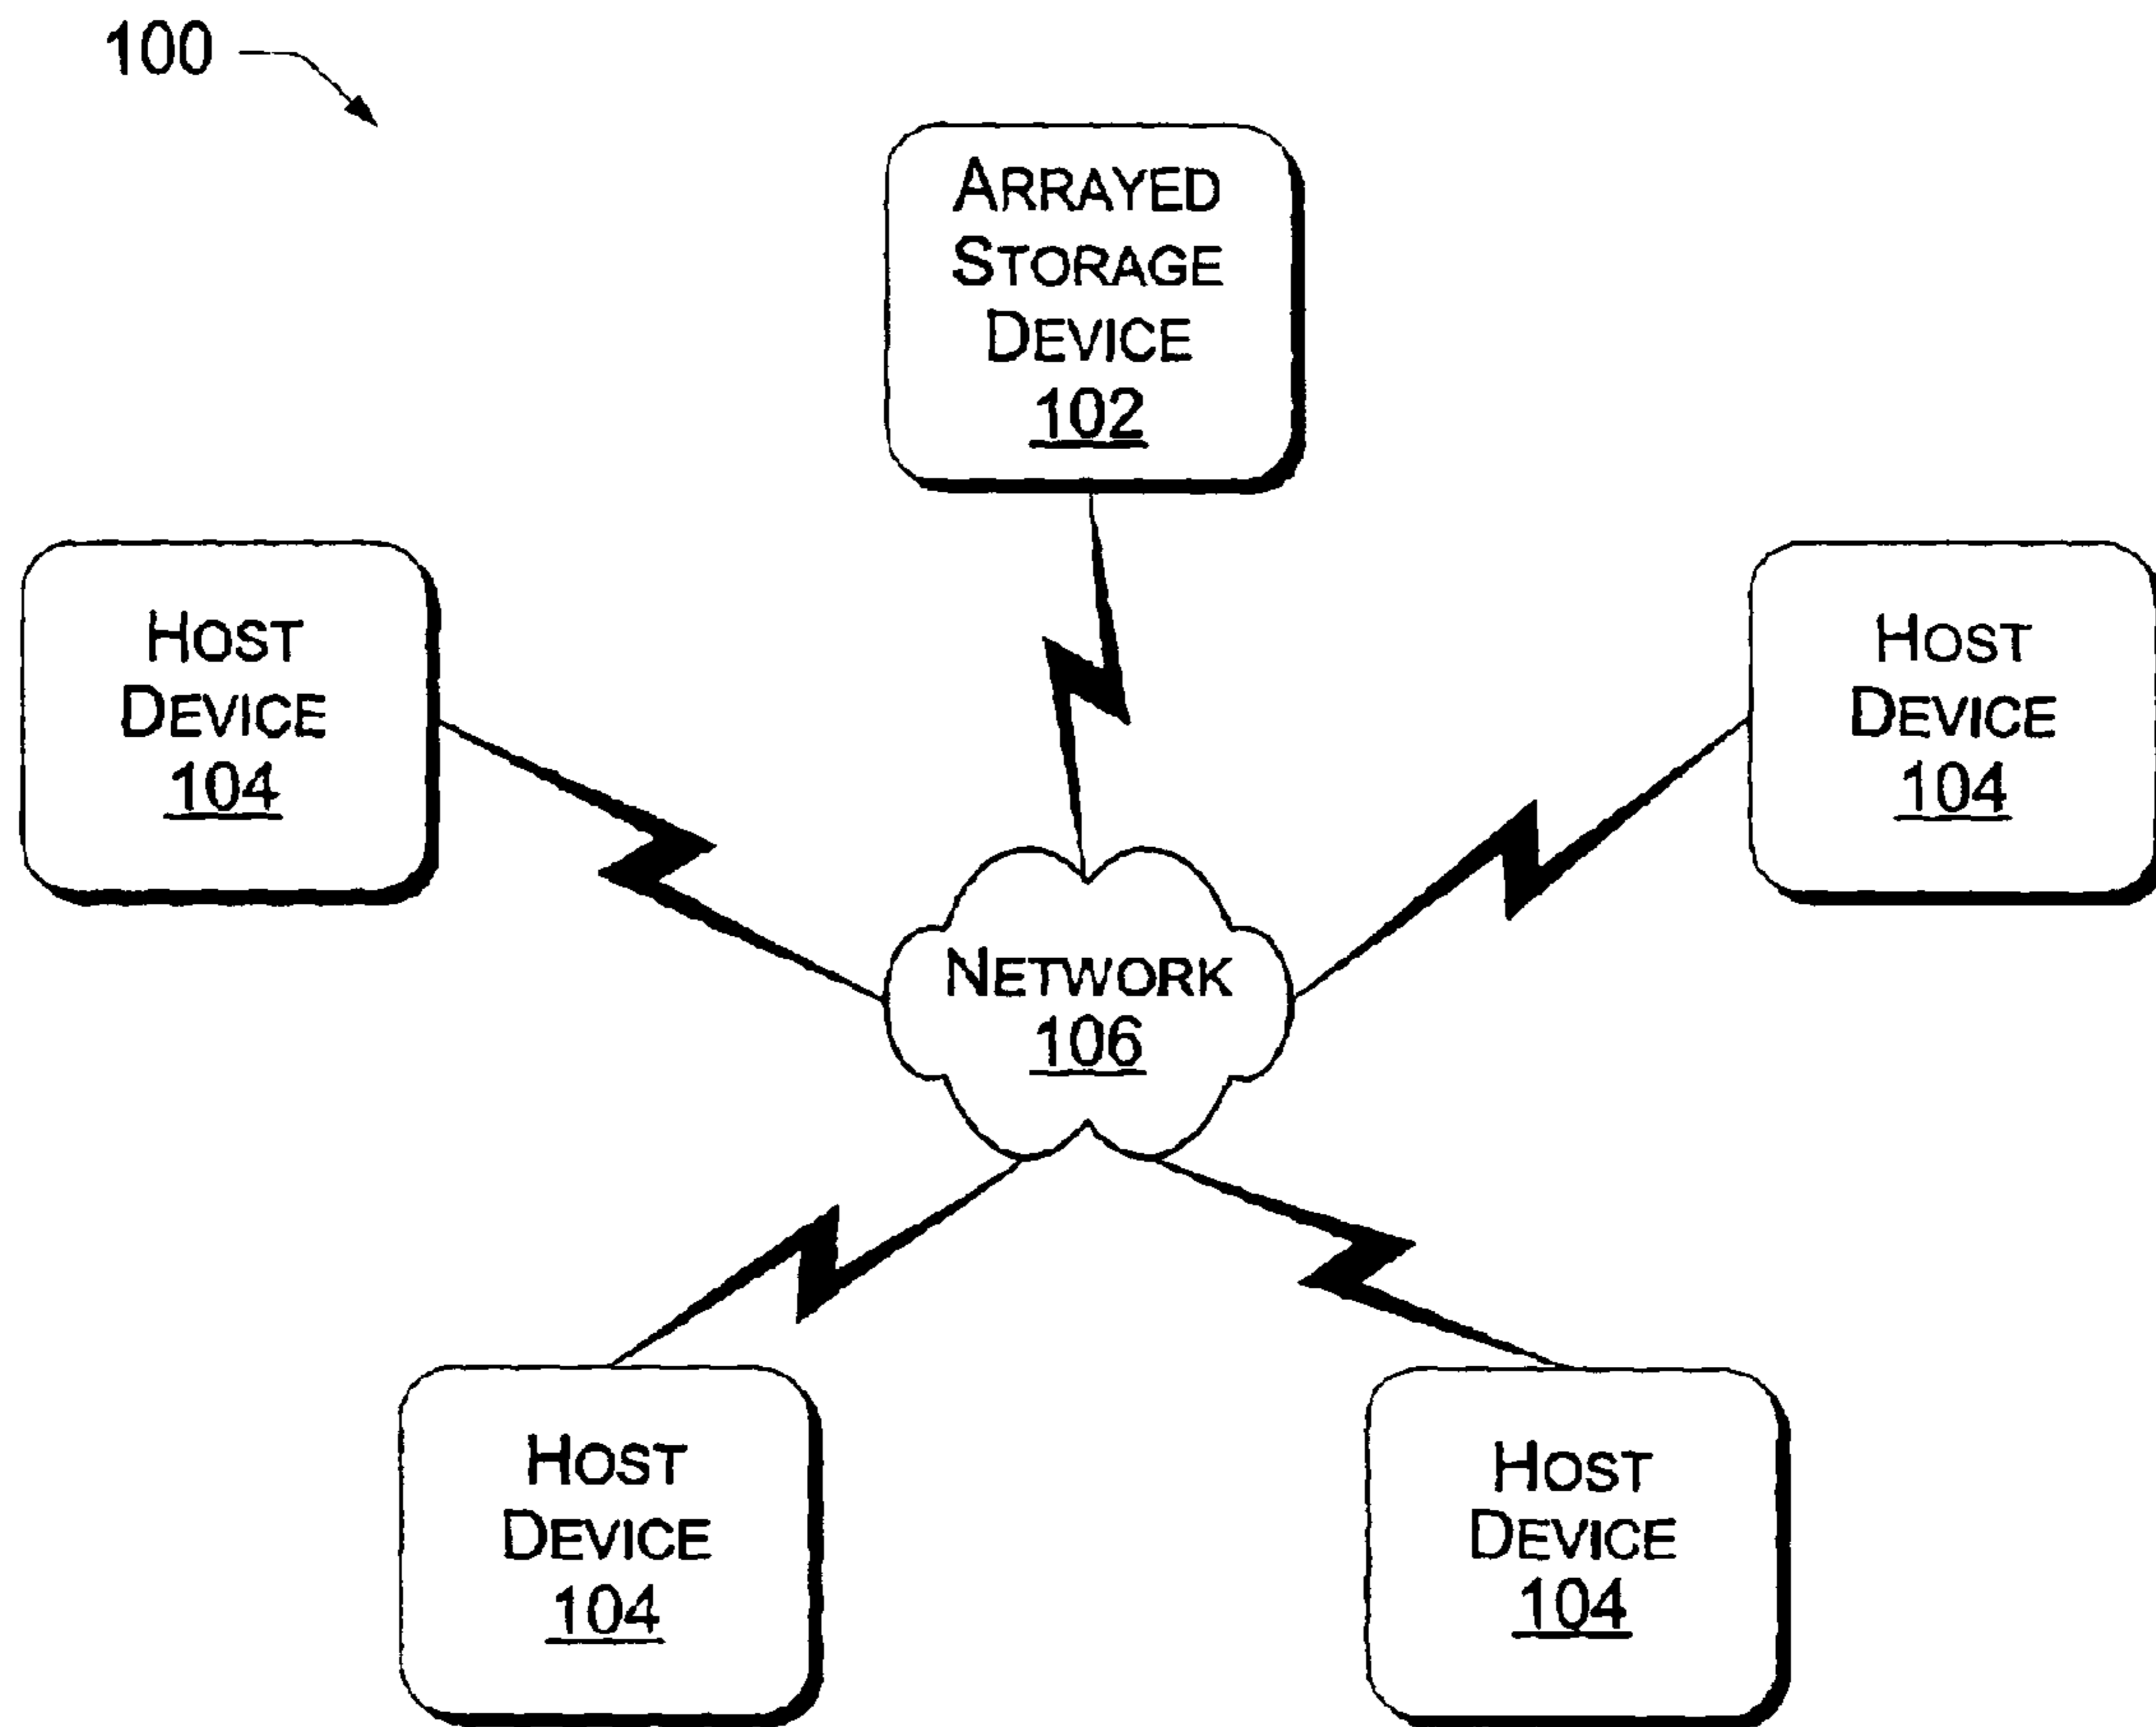 100
ARRAYED
STORAGE
DEVICE
102
HOST
DEVICE
104
HOST
DEVICE
104
NETWORK
106
HOST
DEVICE
104
HOST
DEVICE
104